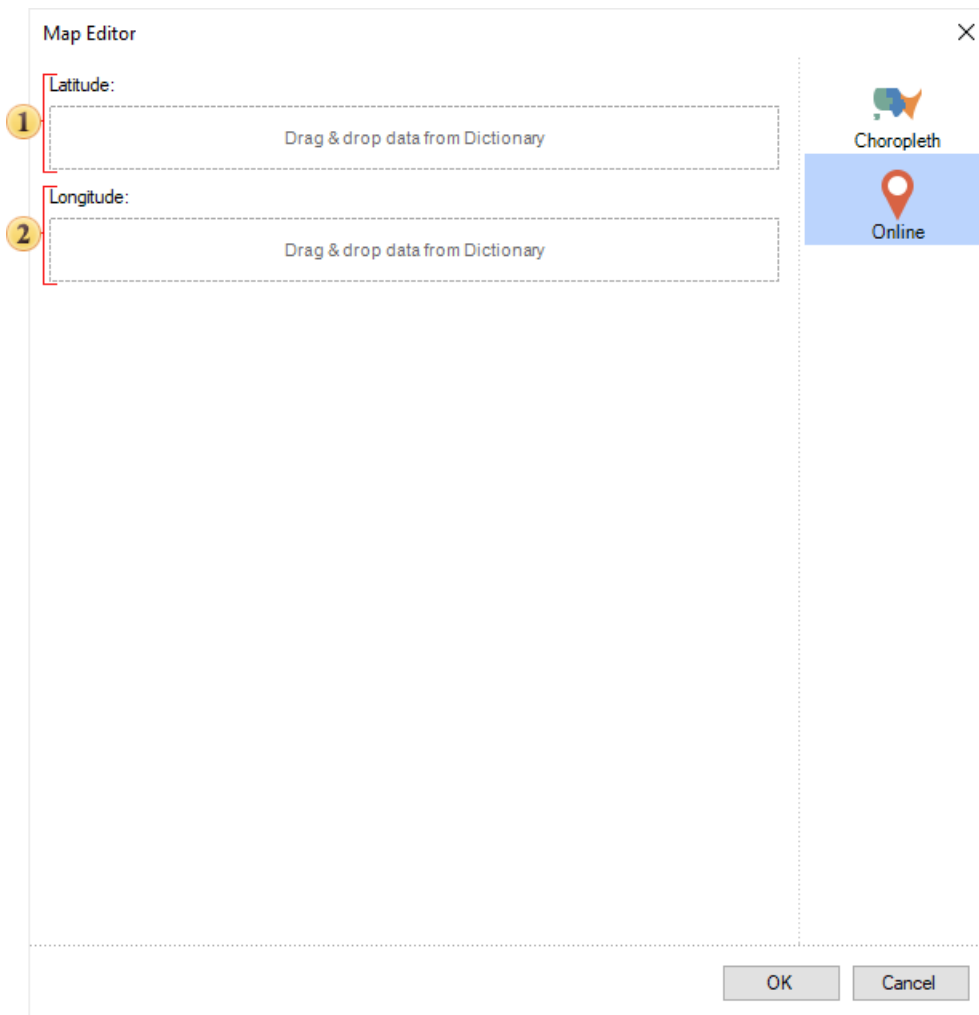 Map Editor
Latitude:
1
Drag & drop data from Dictionary
Longitude:
2
Drag & drop data from Dictionary
Choropleth
Online
OK
Cancel